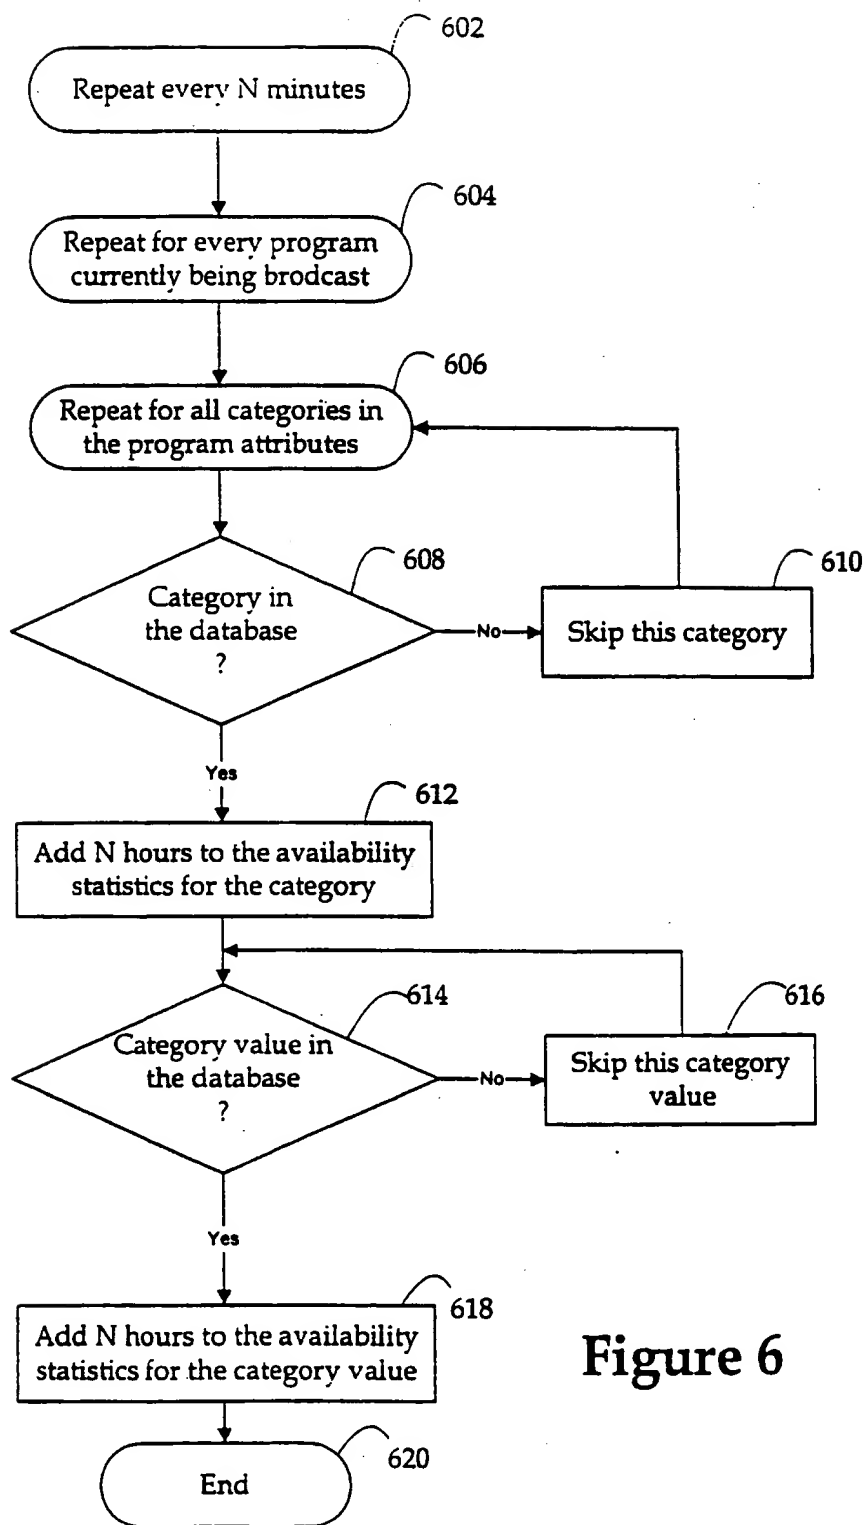 602
Repeat every N minutes
604
Repeat for every program
currently being brodcast
606
Repeat for all categories in
the program attributes
608
Category in
the database
?
No
610
Skip this category
Yes
612
Add N hours to the availability
statistics for the category
614
Category value in
the database
?
No
616
Skip this category
value
Yes
618
Add N hours to the availability
statistics for the category value
Figure 6
620
End